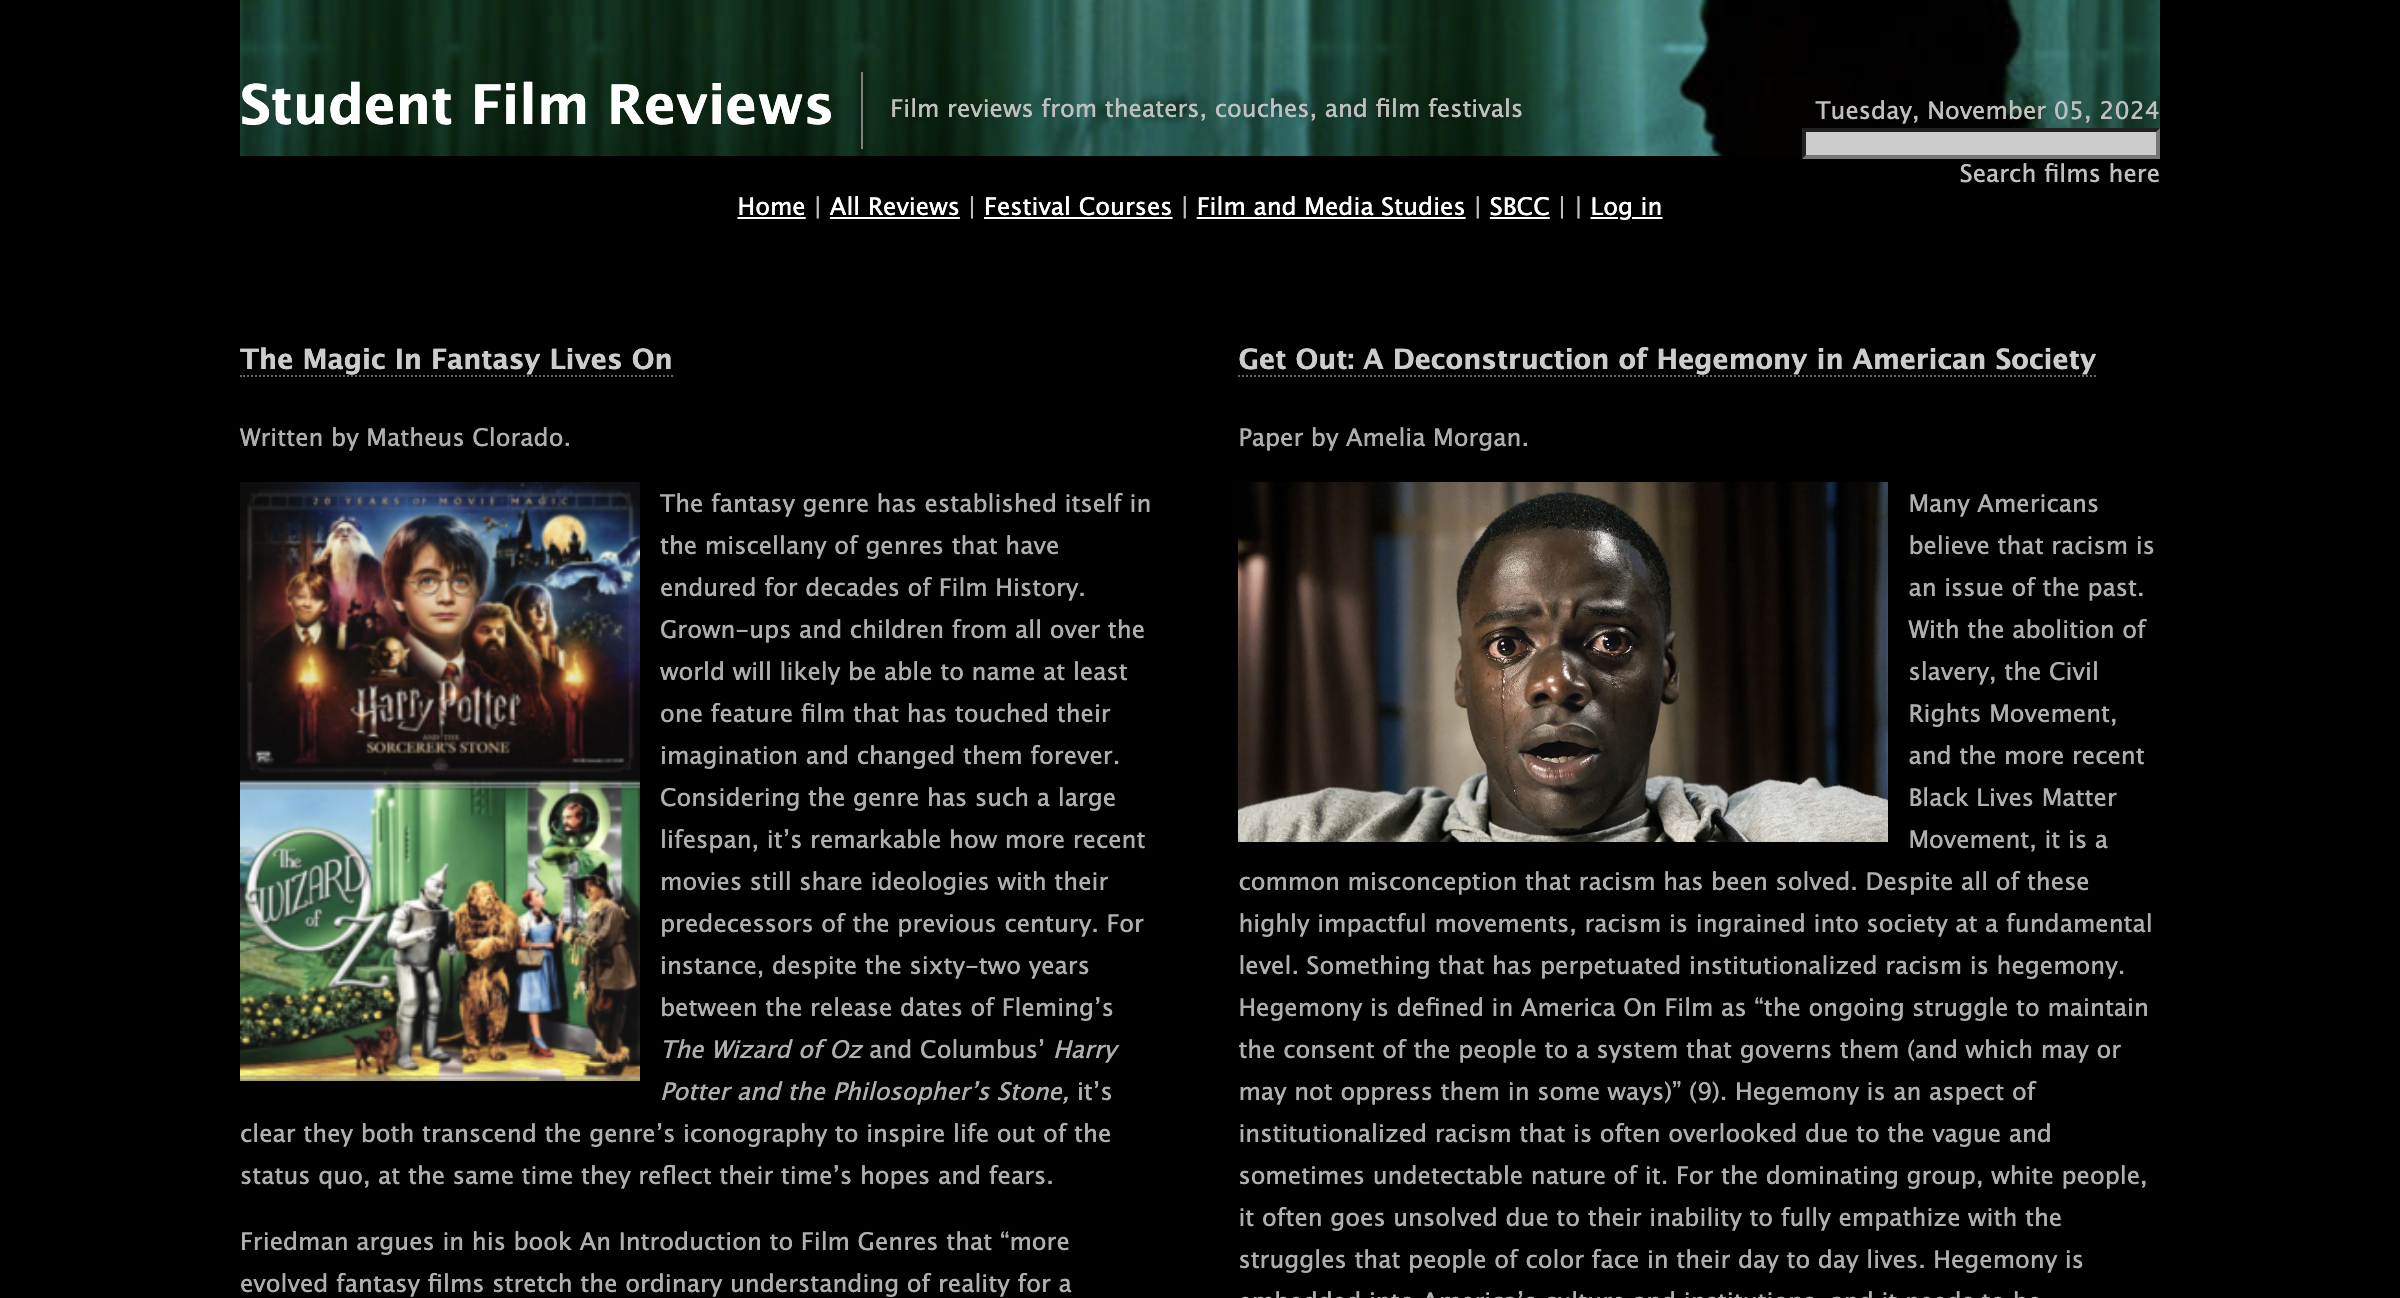 Student Film Reviews
Film reviews from theaters, couches, and film festivals
Tuesday, November 05, 2024
Search films here
Home | All Reviews | Festival Courses | Film and Media Studies | SBCC | | Log in
The Magic In Fantasy Lives On
Written by Matheus Clorado.
20 YEARS OF MOVIE MAGIC
Harry Potter
AND THE
SORCERER'S STONE
The
WIZARD
of
OZ
The fantasy genre has established itself in
the miscellany of genres that have
endured for decades of Film History.
Grown-ups and children from all over the
world will likely be able to name at least
one feature film that has touched their
imagination and changed them forever.
Considering the genre has such a large
lifespan, it’s remarkable how more recent
movies still share ideologies with their
predecessors of the previous century. For
instance, despite the sixty-two years
between the release dates of Fleming’s
The Wizard of Oz and Columbus’ Harry
Potter and the Philosopher’s Stone, it’s
clear they both transcend the genre’s iconography to inspire life out of the
status quo, at the same time they reflect their time’s hopes and fears.
Friedman argues in his book An Introduction to Film Genres that “more
evolved fantasy films stretch the ordinary understanding of reality for a
Get Out: A Deconstruction of Hegemony in American Society
Paper by Amelia Morgan.
Many Americans
believe that racism is
an issue of the past.
With the abolition of
slavery, the Civil
Rights Movement,
and the more recent
Black Lives Matter
Movement, it is a
common misconception that racism has been solved. Despite all of these
highly impactful movements, racism is ingrained into society at a fundamental
level. Something that has perpetuated institutionalized racism is hegemony.
Hegemony is defined in America On Film as “the ongoing struggle to maintain
the consent of the people to a system that governs them (and which may or
may not oppress them in some ways)” (9). Hegemony is an aspect of
institutionalized racism that is often overlooked due to the vague and
sometimes undetectable nature of it. For the dominating group, white people,
it often goes unsolved due to their inability to fully empathize with the
struggles that people of color face in their day to day lives. Hegemony is
embedded into America’s culture and institutions, and it needs to be